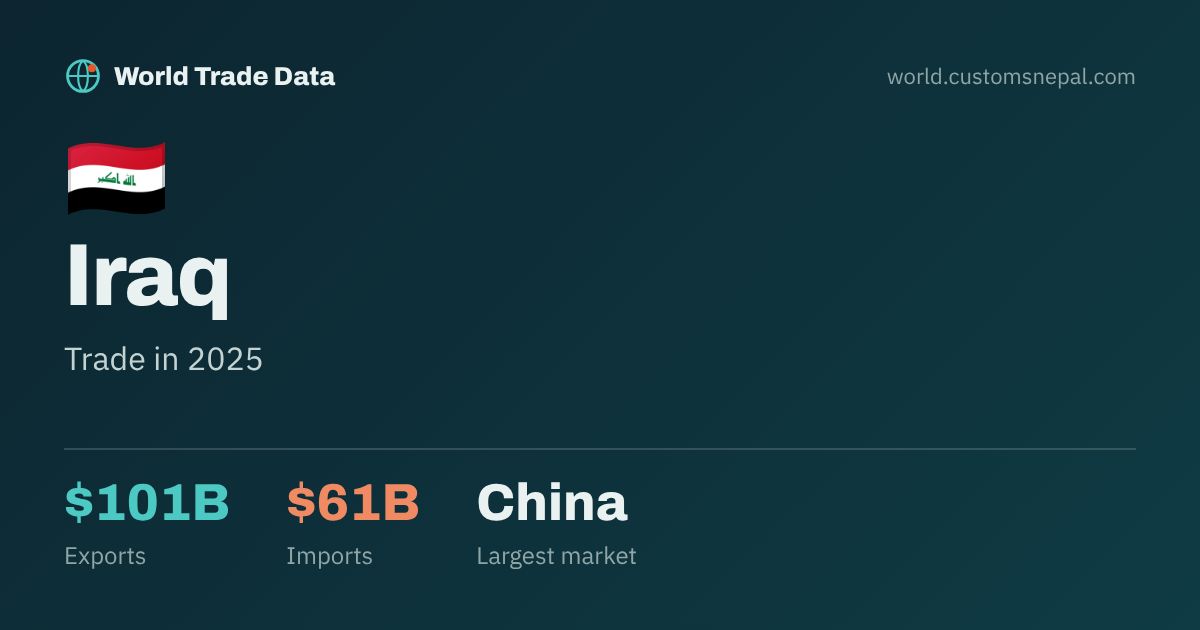 World Trade Data
world.customsnepal.com
الله اكبر
Iraq
Trade in 2025
$101B
Exports
$61B
Imports
China
Largest market